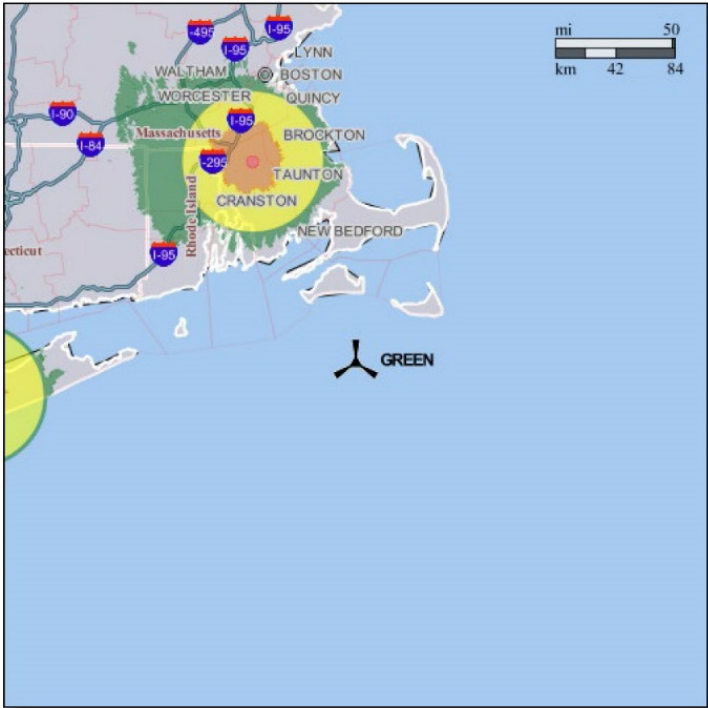 I-95
-495
mi 50
I-95
LYNN
km 42 84
WALTHAM
BOSTON
WORCESTER
QUINCY
I-90
I-95
Massachusetts
BROCKTON
I-84
I-295
TAUNTON
Rhode Island
CRANSTON
NEW BEDFORD
ecticut
I-95
GREEN